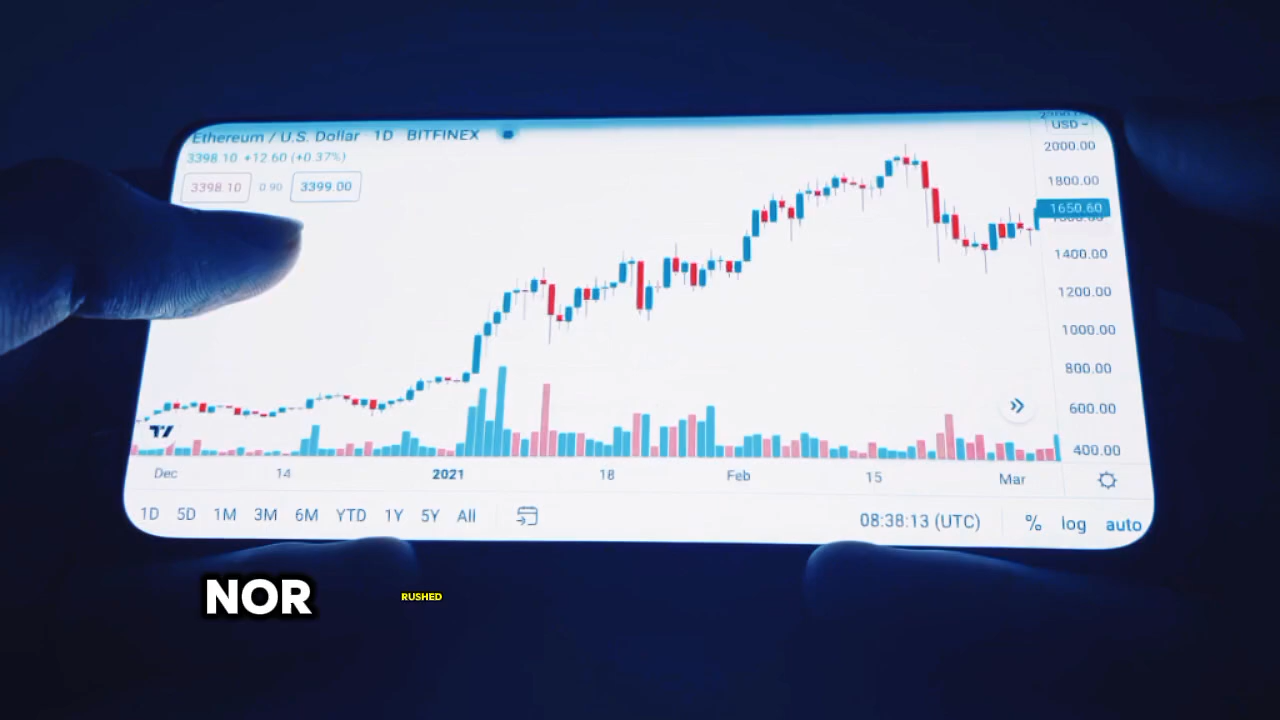 Ethereum / U.S. Dollar 1D BITFINEX
3398.10 +12.60 (+0.37%)
3398.10 0.90 3399.00
USD
2000.00
1800.00
1650.60
1400.00
1200.00
1000.00
800.00
600.00
400.00
Dec 14 2021 18 Feb 15 Mar
1D 5D 1M 3M 6M YTD 1Y 5Y All 08:38:13 (UTC) % log auto
NOR RUSHED